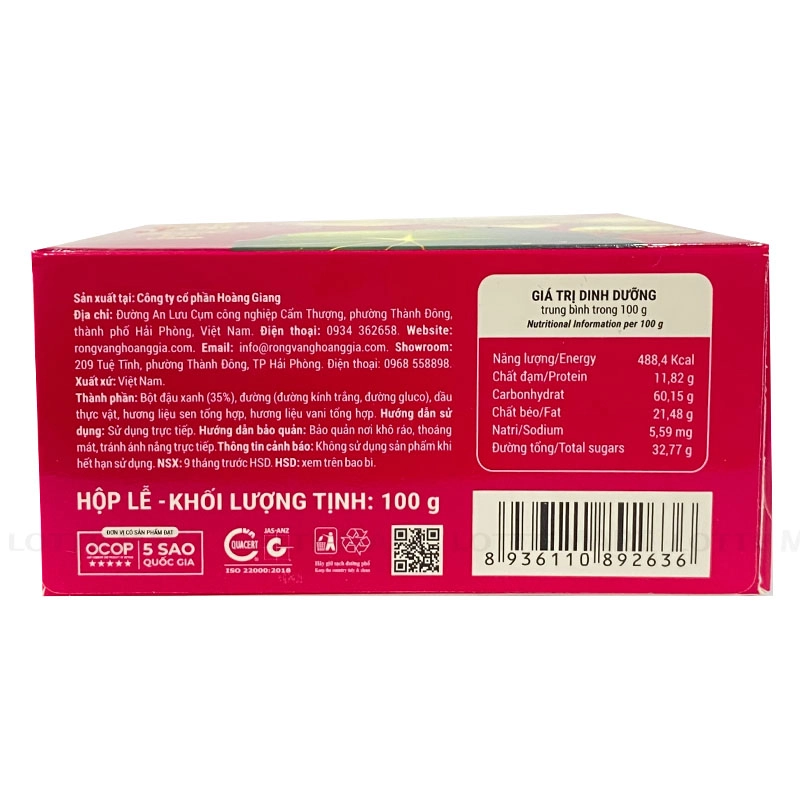 Sản xuất tại: Công ty cổ phần Hoàng Giang
Địa chỉ: Đường An Lưu Cụm công nghiệp Cẩm Thượng, phường Thành Đông,
thành phố Hải Phòng, Việt Nam. Điện thoại: 0934 362658. Website:
rongvanghoanggia.com. Email: info@rongvanghoanggia.com. Showroom:
209 Tuệ Tĩnh, phường Thành Đông, TP Hải Phòng. Điện thoại: 0968 558898.
Xuất xứ: Việt Nam.
Thành phần: Bột đậu xanh (35%), đường (đường kính trắng, đường gluco), dầu
thực vật, hương liệu sen tổng hợp, hương liệu vani tổng hợp. Hướng dẫn sử
dụng: Sử dụng trực tiếp. Hướng dẫn bảo quản: Bảo quản nơi khô ráo, thoáng
mát, tránh ánh nắng trực tiếp. Thông tin cảnh báo: Không sử dụng sản phẩm khi
hết hạn sử dụng. NSX: 9 tháng trước HSD. HSD: xem trên bao bì.
HỘP LỄ - KHỐI LƯỢNG TỊNH: 100 g
ĐƠN VỊ CÓ SẢN PHẨM ĐẠT
OCOP
5 SAO
QUỐC GIA
QUACERT
JAS-ANZ
ISO 22000:2018
Hãy giữ sạch đường phố
Keep the country tidy & clean
GIÁ TRỊ DINH DƯỠNG
trung bình trong 100 g
Nutritional Information per 100 g
Năng lượng/Energy 488,4 Kcal
Chất đạm/Protein 11,82 g
Carbonhydrat 60,15 g
Chất béo/Fat 21,48 g
Natri/Sodium 5,59 mg
Đường tổng/Total sugars 32,77 g
8 936110 892636